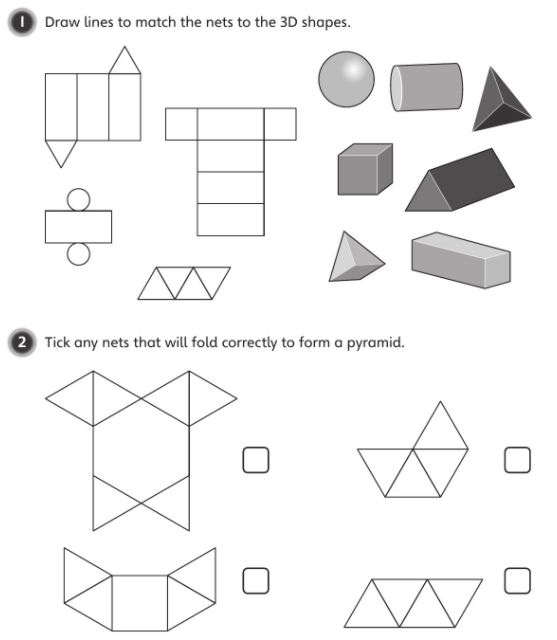 1 Draw lines to match the nets to the 3D shapes.
2 Tick any nets that will fold correctly to form a pyramid.